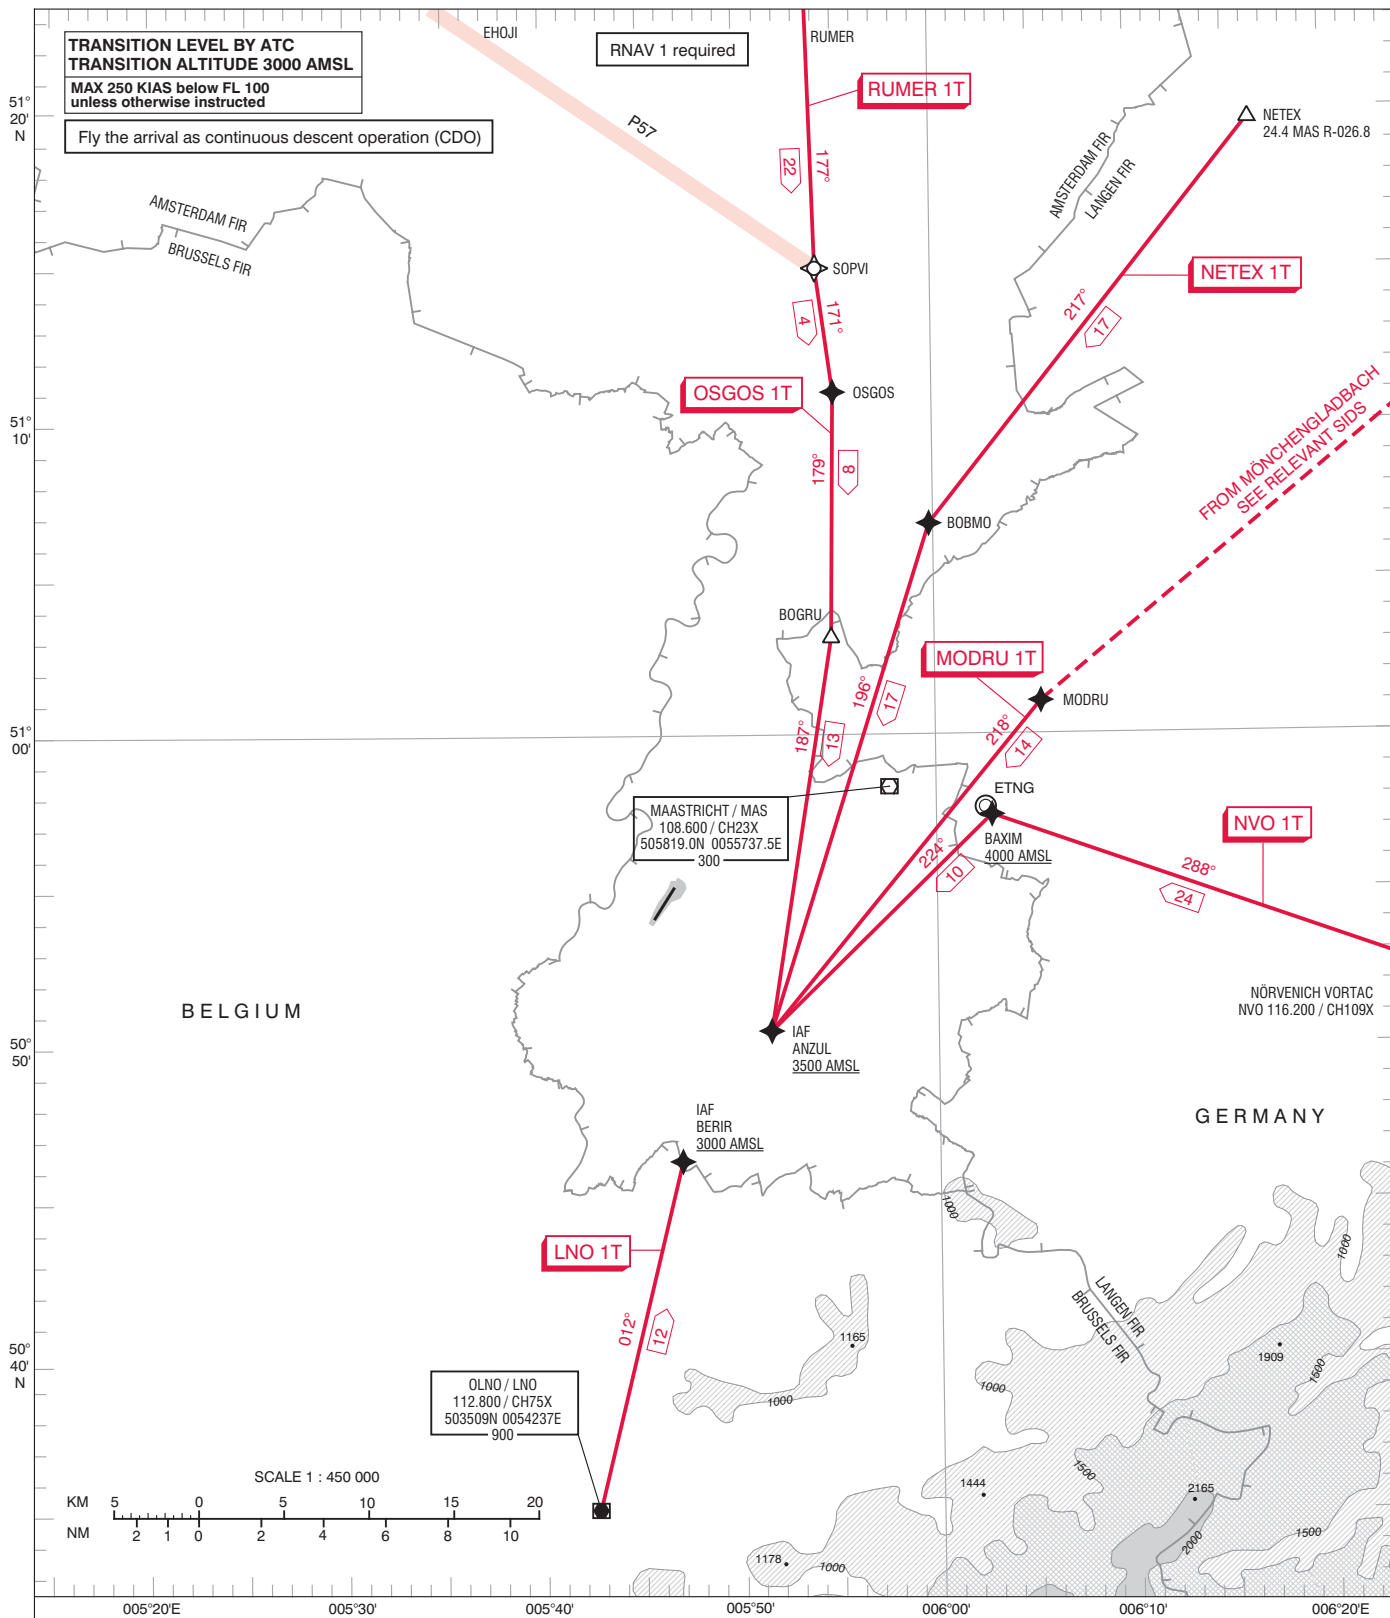 TRANSITION LEVEL BY ATC
TRANSITION ALTITUDE 3000 AMSL
MAX 250 KIAS below FL 100
unless otherwise instructed
Fly the arrival as continuous descent operation (CDO)
EHOJI
RNAV 1 required
RUMER
RUMER 1T
P57
22
177°
NETEX
24.4 MAS R-026.8
51°
20'
N
AMSTERDAM FIR
LANGEN FIR
AMSTERDAM FIR
BRUSSELS FIR
SOPVI
NETEX 1T
217°
17
4
171°
OSGOS 1T
OSGOS
51°
10'
179°
8
FROM MÖNCHENGLADBACH
SEE RELEVANT SIDS
BOBMO
BOGRU
MODRU 1T
MODRU
196°
17
218°
14
187°
13
51°
00'
MAASTRICHT / MAS
108.600 / CH23X
505819.0N 0055737.5E
300
ETNG
BAXIM
4000 AMSL
NVO 1T
224°
10
288°
24
BELGIUM
NÖRVENICH VORTAC
NVO 116.200 / CH109X
IAF
ANZUL
3500 AMSL
50°
50'
IAF
BERIR
3000 AMSL
GERMANY
1000
LNO 1T
1000
LANGEN FIR
BRUSSELS FIR
012°
12
1165
50°
40'
N
1909
1500
1000
1000
OLNO / LNO
112.800 / CH75X
503509N 0054237E
900
SCALE 1 : 450 000
KM 5 0 5 10 15 20
NM 2 1 0 2 4 6 8 10
1444
1500
2165
1500
2000
1178
1000
005°20'E 005°30' 005°40' 005°50' 006°00' 006°10' 006°20'E